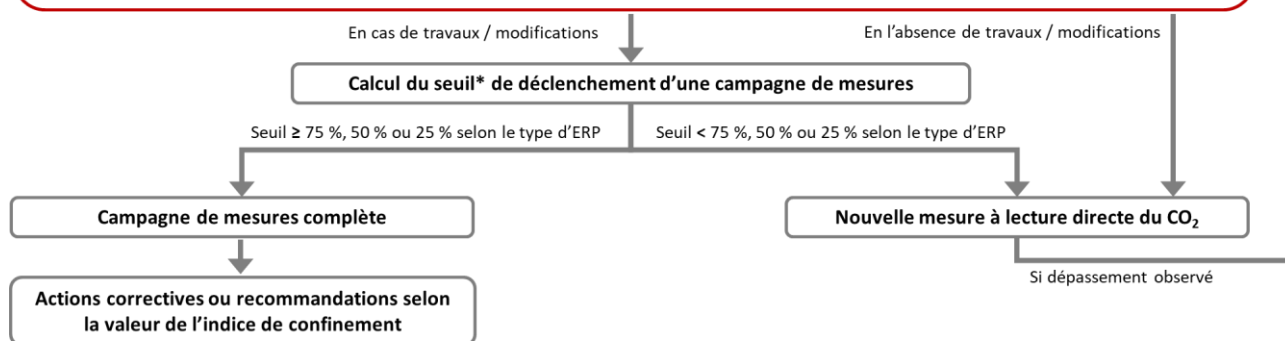 En cas de travaux / modifications
En l'absence de travaux / modifications
Calcul du seuil* de déclenchement d'une campagne de mesures
Seuil ≥ 75 %, 50 % ou 25 % selon le type d'ERP
Seuil < 75 %, 50 % ou 25 % selon le type d'ERP
Campagne de mesures complète
Nouvelle mesure à lecture directe du CO₂
Si dépassement observé
Actions correctives ou recommandations selon
la valeur de l'indice de confinement